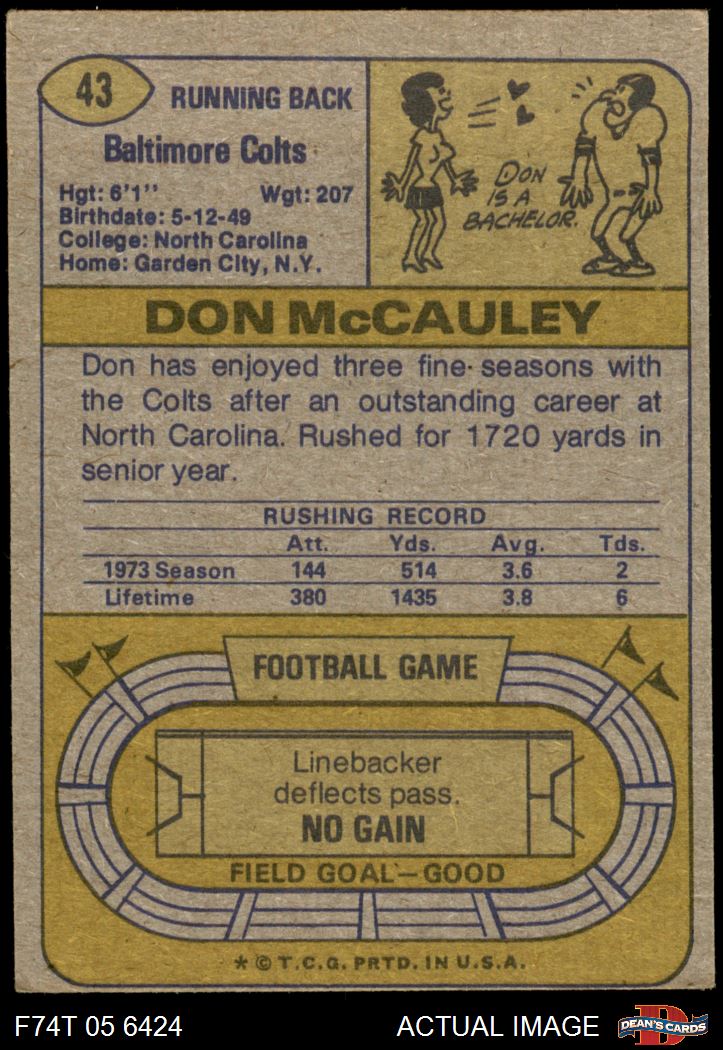 43
RUNNING BACK
Baltimore Colts
Hgt: 6'1" Wgt: 207
Birthdate: 5-12-49
College: North Carolina
Home: Garden City, N.Y.
DON
IS A
BACHELOR.
DON McCAULEY
Don has enjoyed three fine seasons with
the Colts after an outstanding career at
North Carolina. Rushed for 1720 yards in
senior year.
RUSHING RECORD
Att. Yds. Avg. Tds.
1973 Season 144 514 3.6 2
Lifetime 380 1435 3.8 6
FOOTBALL GAME
Linebacker
deflects pass.
NO GAIN
FIELD GOAL—GOOD
* © T.C.G. PRTD. IN U.S.A.
F74T 05 6424 ACTUAL IMAGE D DEAN'S CARDS